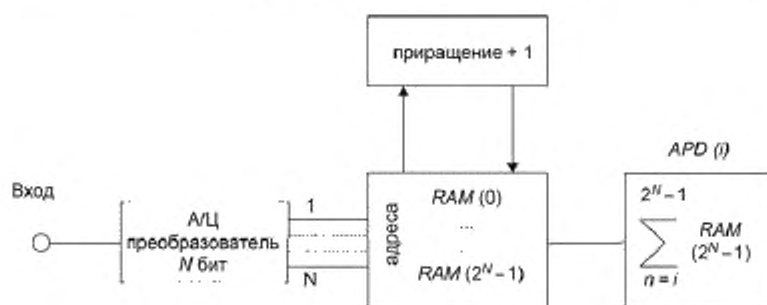 приращение + 1
APD (i)
Вход
А/Ц
преобразователь
N бит
1
N
адреса
RAM (0)
...
RAM (2^N – 1)
2^N – 1
∑ RAM
(2^N – 1)
n = i